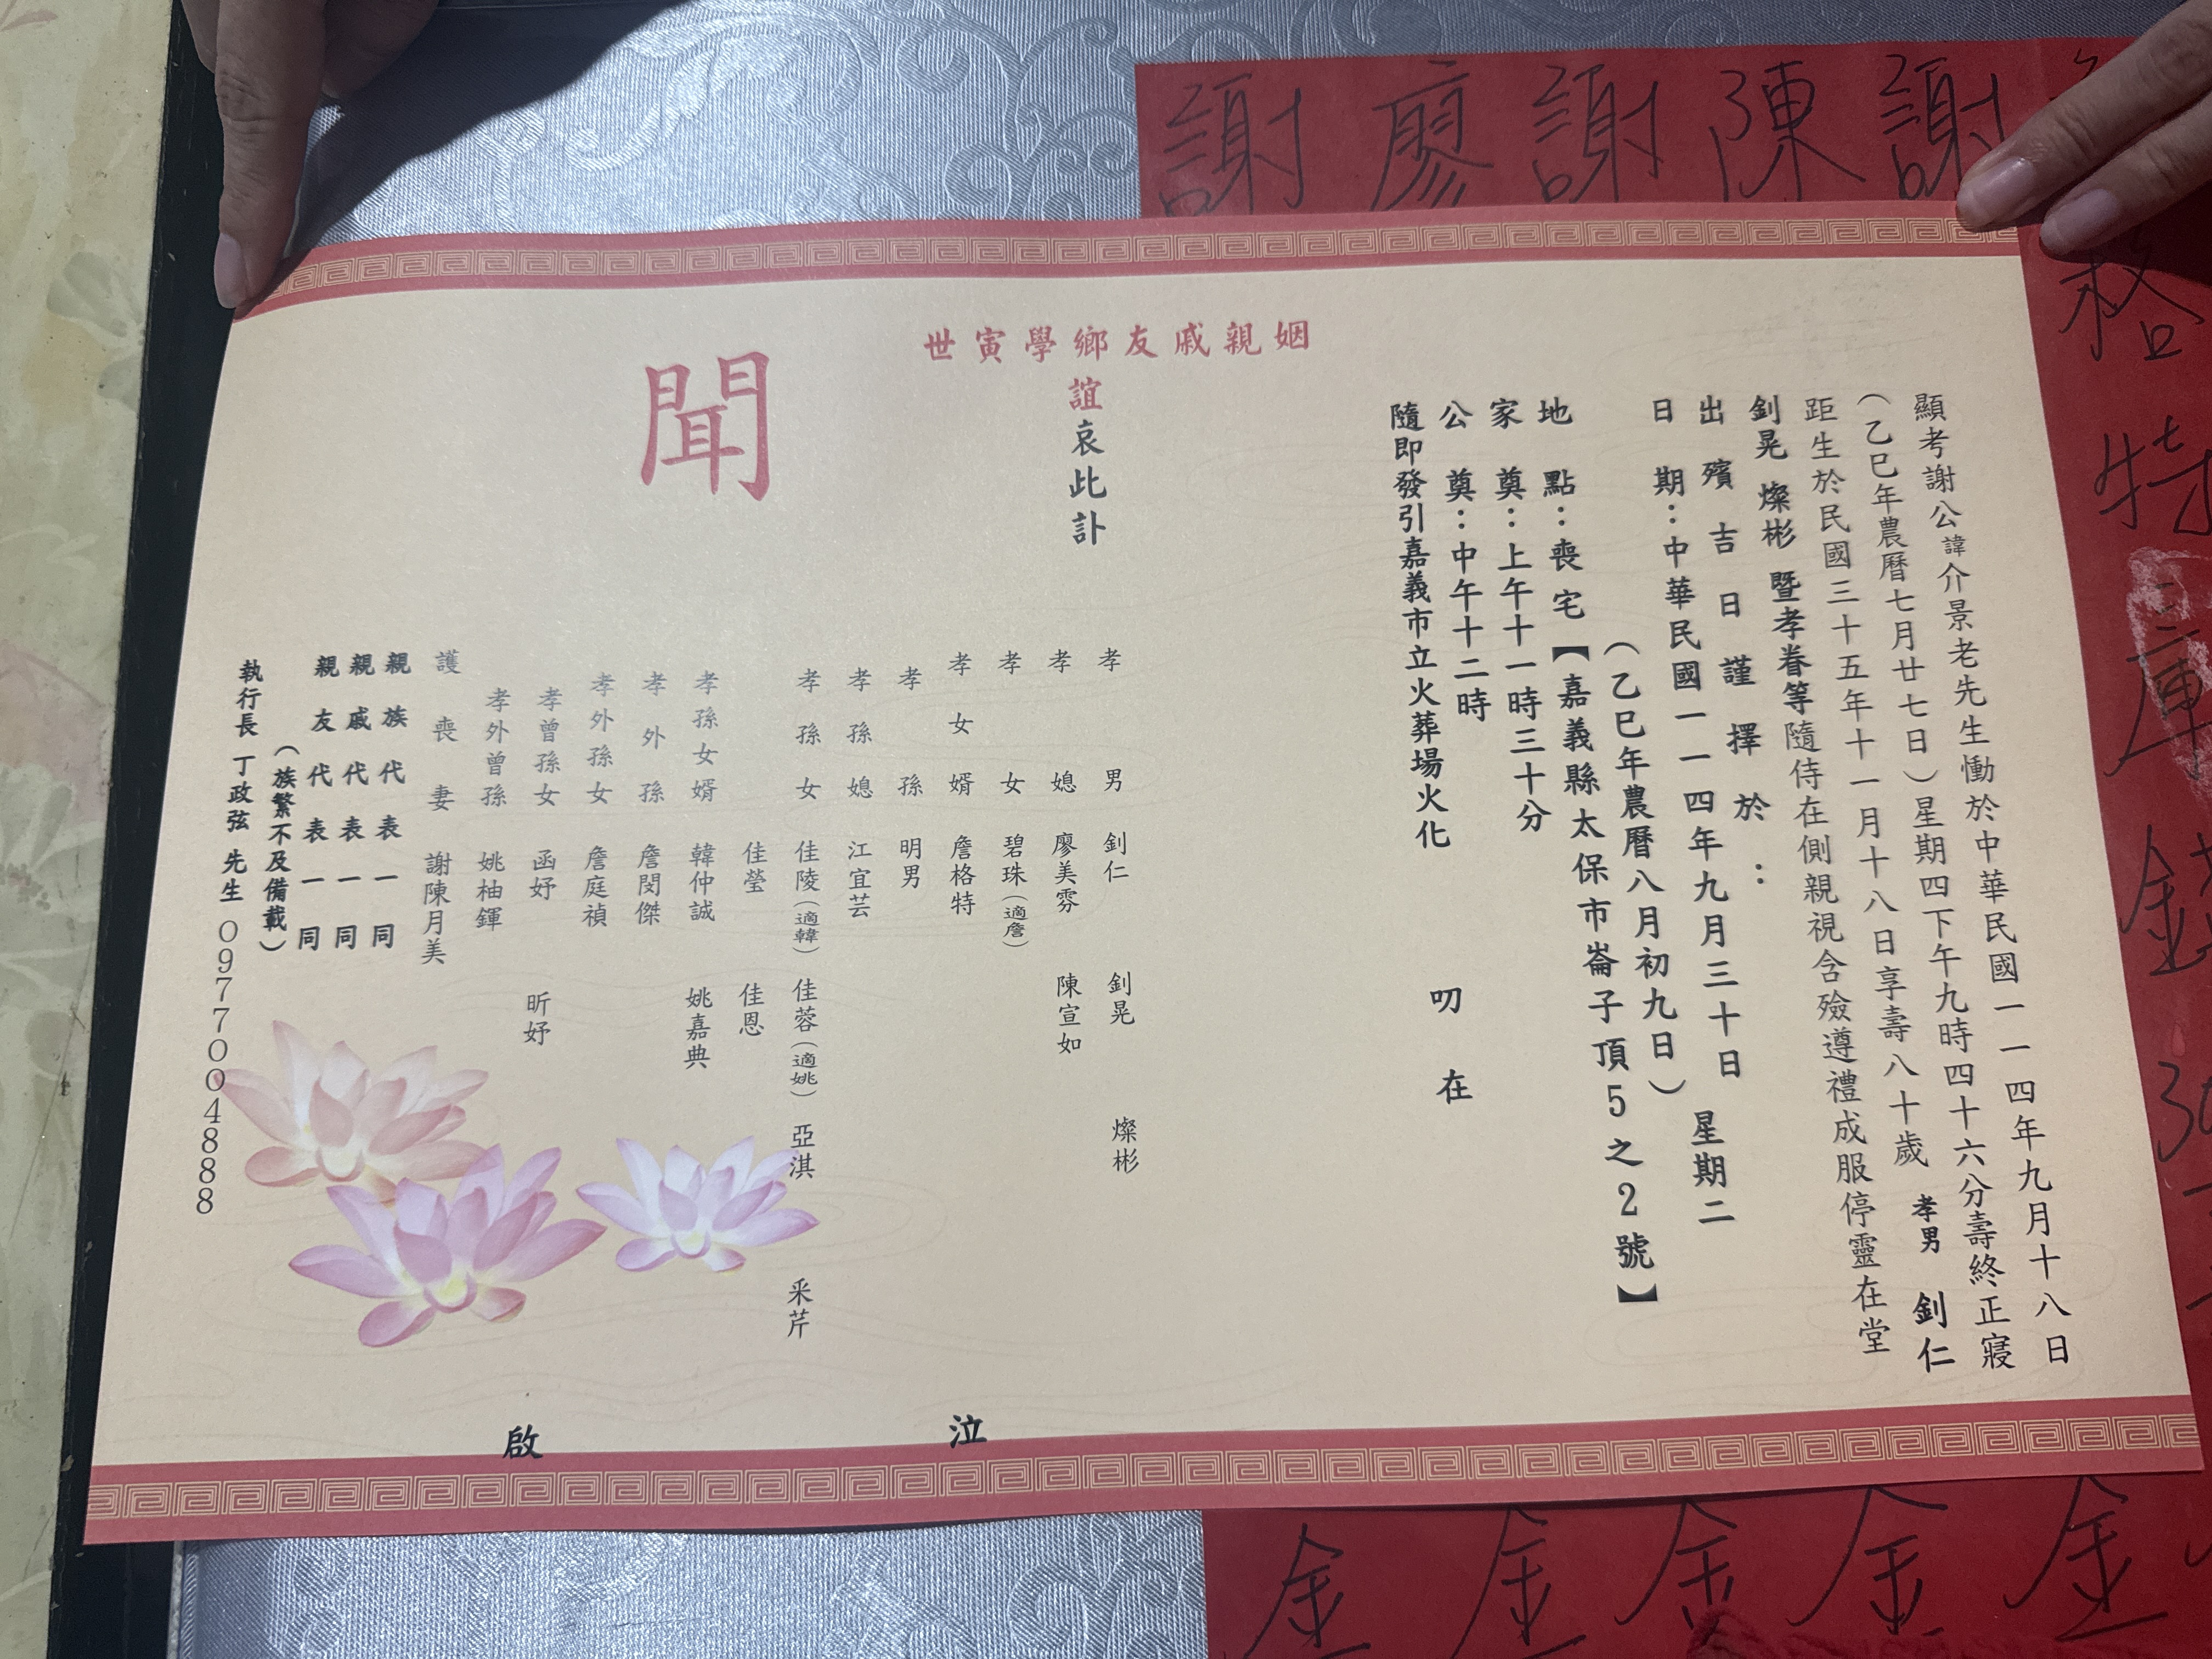 顯考謝公諱介景老先生慟於中華民國一一四年九月十八日
（乙巳年農曆七月廿七日）星期四下午九時四十六分壽終正寢
距生於民國三十五年十一月十八日享壽八十歲 孝男 釗仁
釗晃 燦彬 暨孝眷等隨侍在側親視含殮遵禮成服停靈在堂
出殯吉日謹擇於：
日期：中華民國一一四年九月三十日 星期二
（乙巳年農曆八月初九日）
地點：喪宅【嘉義縣太保市崙子頂5之2號】
家奠：上午十一時三十分
公奠：中午十二時
隨即發引嘉義市立火葬場火化
叨在
姻親戚友鄉學寅世
誼哀此訃
聞
孝男 釗仁 釗晃 燦彬
孝媳 廖美雰 陳宣如
孝女 碧珠（適詹）
孝女婿 詹格特
孝孫 明男
孝孫媳 江宜芸
孝孫女 佳陵（適韓） 佳蓉（適姚） 亞淇 采芹
佳瑩 佳恩
孝孫女婿 韓仲誠 姚嘉典
孝外孫 詹閔傑
孝外孫女 詹庭禎
孝曾孫女 函妤 昕妤
孝外曾孫 姚柚鍕
護喪妻 謝陳月美
泣
啟
親族代表一同
親戚代表一同
親友代表一同
（族繁不及備載）
執行長 丁政弦 先生 0977004888
謝 廖 謝 陳 謝
格特
庫錢
金 金 金 金 金